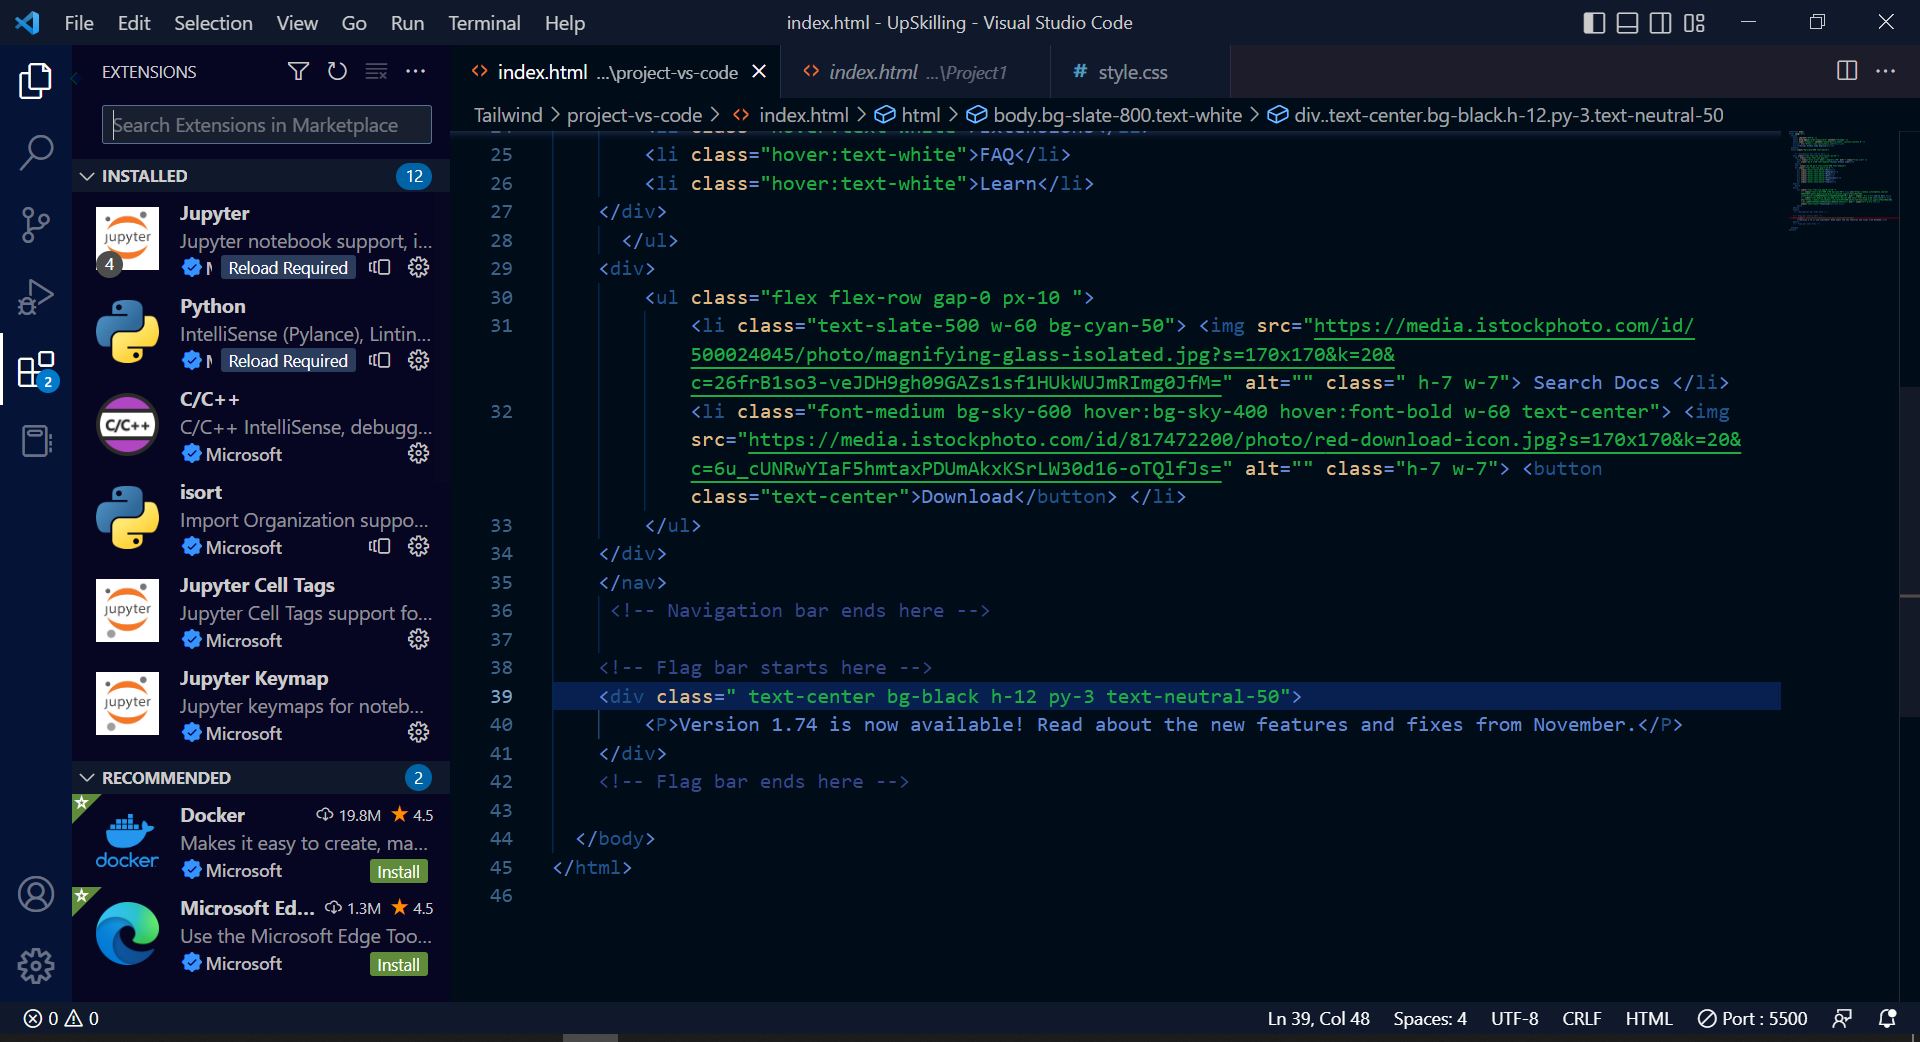 File Edit Selection View Go Run Terminal Help
index.html - UpSkilling - Visual Studio Code
EXTENSIONS
Search Extensions in Marketplace
INSTALLED 12
Jupyter
Jupyter notebook support, i...
Reload Required
4
Python
IntelliSense (Pylance), Lintin...
Reload Required
C/C++
C/C++ IntelliSense, debugg...
Microsoft
isort
Import Organization suppo...
Microsoft
Jupyter Cell Tags
Jupyter Cell Tags support fo...
Microsoft
Jupyter Keymap
Jupyter keymaps for noteb...
Microsoft
RECOMMENDED 2
Docker 19.8M 4.5
Makes it easy to create, ma...
Microsoft Install
docker
Microsoft Ed... 1.3M 4.5
Use the Microsoft Edge Too...
Microsoft Install
2
index.html ...\project-vs-code
index.html ...\Project1
# style.css
Tailwind > project-vs-code > index.html > html > body.bg-slate-800.text-white > div..text-center.bg-black.h-12.py-3.text-neutral-50
25 <li class="hover:text-white">FAQ</li>
26 <li class="hover:text-white">Learn</li>
27 </div>
28 </ul>
29 <div>
30 <ul class="flex flex-row gap-0 px-10 ">
31 <li class="text-slate-500 w-60 bg-cyan-50"> <img src="https://media.istockphoto.com/id/
500024045/photo/magnifying-glass-isolated.jpg?s=170x170&k=20&
c=26frB1so3-veJDH9gh09GAZs1sf1HUkWUJmRImg0JfM=" alt="" class=" h-7 w-7"> Search Docs </li>
32 <li class="font-medium bg-sky-600 hover:bg-sky-400 hover:font-bold w-60 text-center"> <img
src="https://media.istockphoto.com/id/817472200/photo/red-download-icon.jpg?s=170x170&k=20&
c=6u_cUNRwYIaF5hmtaxPDUmAkxKSrLW30d16-oTQlfJs=" alt="" class="h-7 w-7"> <button
class="text-center">Download</button> </li>
33 </ul>
34 </div>
35 </nav>
36 <!-- Navigation bar ends here -->
37
38 <!-- Flag bar starts here -->
39 <div class=" text-center bg-black h-12 py-3 text-neutral-50">
40 <P>Version 1.74 is now available! Read about the new features and fixes from November.</P>
41 </div>
42 <!-- Flag bar ends here -->
43
44 </body>
45 </html>
46
0 0
Ln 39, Col 48 Spaces: 4 UTF-8 CRLF HTML Port : 5500